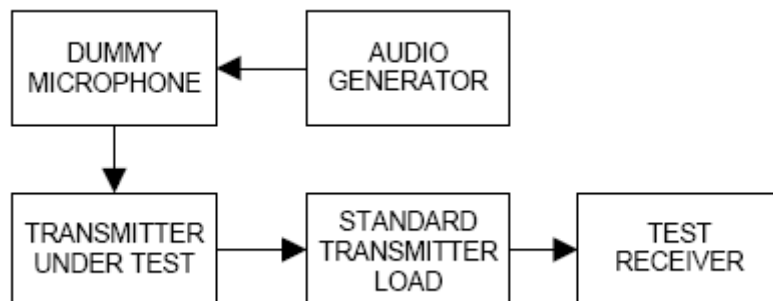 DUMMY
MICROPHONE
AUDIO
GENERATOR
TRANSMITTER
UNDER TEST
STANDARD
TRANSMITTER
LOAD
TEST
RECEIVER